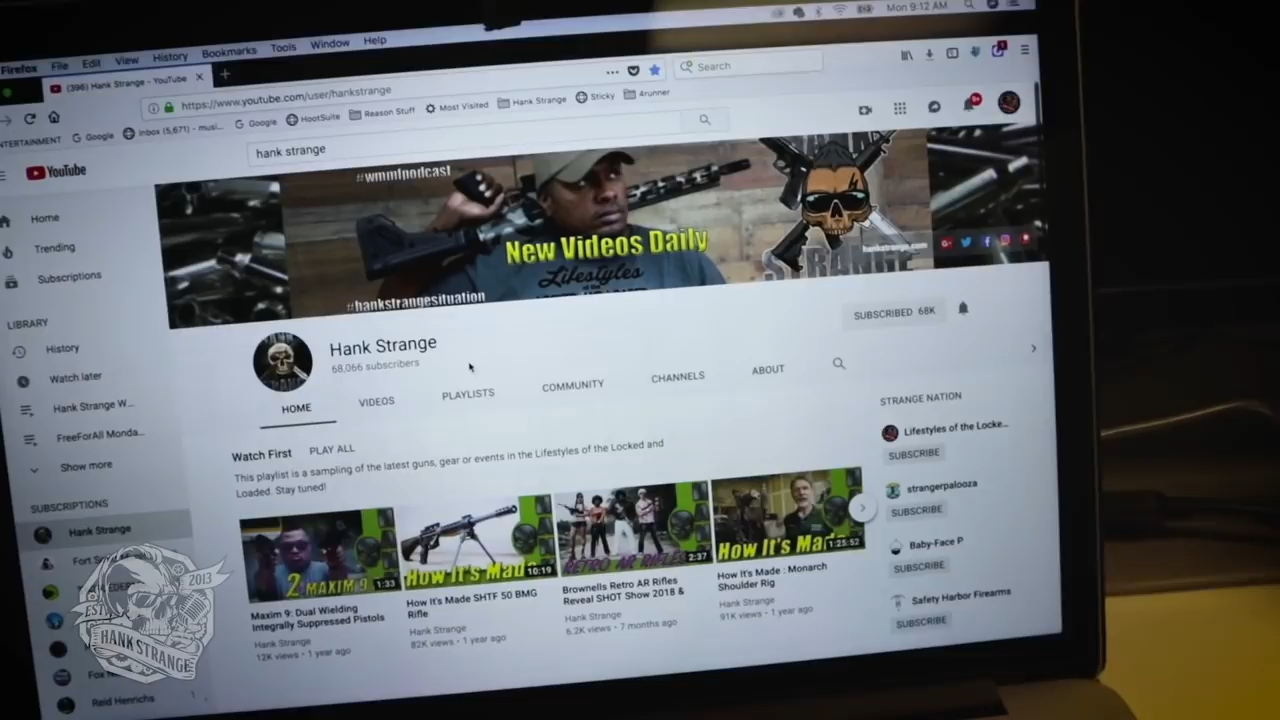 Firefox File Edit View History Bookmarks Tools Window Help
Mon 9:12 AM
(396) Hank Strange - YouTube
https://www.youtube.com/user/hankstrange
Search
NTERTAINMENT Google Inbox (5,671) - musi... Google HootSuite Reason Stuff Most Visited Hank Strange Sticky 4runner
YouTube
hank strange
9+
#wmmlpodcast
New Videos Daily
Lifestyles
#hankstrangesituation
STRANGE
hankstrange.com
Home
Trending
Subscriptions
LIBRARY
History
Watch later
Hank Strange W...
FreeForAll Monda...
Show more
SUBSCRIPTIONS
Hank Strange
Fort
Fox
Reid Henrichs
Hank Strange
68,066 subscribers
SUBSCRIBED 68K
HOME VIDEOS PLAYLISTS COMMUNITY CHANNELS ABOUT
Watch First PLAY ALL
This playlist is a sampling of the latest guns, gear or events in the Lifestyles of the Locked and
Loaded. Stay tuned!
2 MAXIM 9
1:33
Maxim 9: Dual Wielding
Integrally Suppressed Pistols
Hank Strange
12K views • 1 year ago
How It's Made
10:19
How It's Made SHTF 50 BMG
Rifle
Hank Strange
82K views • 1 year ago
RETRO AR RIFLES
2:37
Brownells Retro AR Rifles
Reveal SHOT Show 2018 &
Hank Strange
6.2K views • 7 months ago
How It's Mad
1:25:52
How It's Made : Monarch
Shoulder Rig
Hank Strange
91K views • 1 year ago
STRANGE NATION
Lifestyles of the Locke...
SUBSCRIBE
strangerpalooza
SUBSCRIBE
Baby-Face P
SUBSCRIBE
Safety Harbor Firearms
SUBSCRIBE
EST
2013
HANK STRANGE